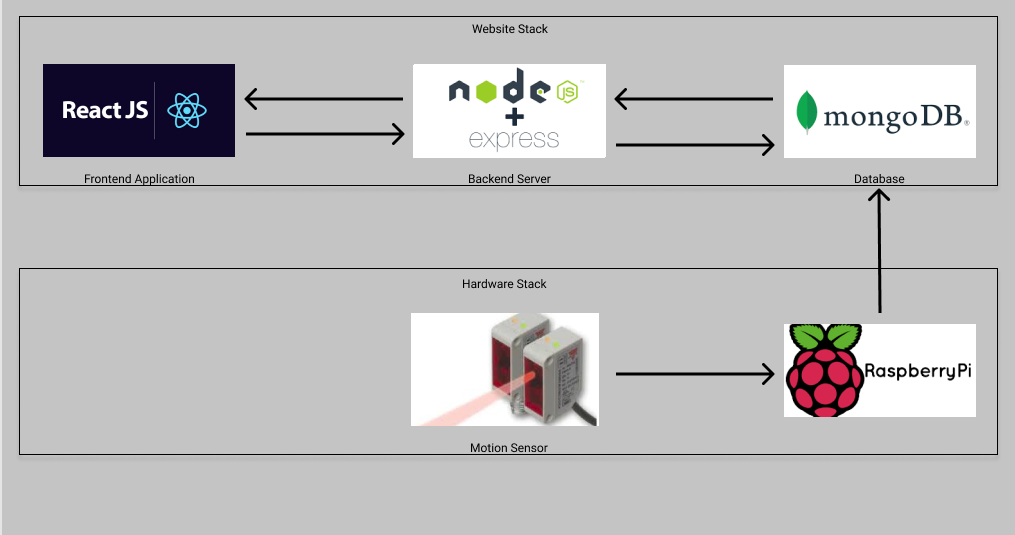 Website Stack
React JS
node
JS
+
express
mongoDB®
Frontend Application
Backend Server
Database
Hardware Stack
RaspberryPi
Motion Sensor